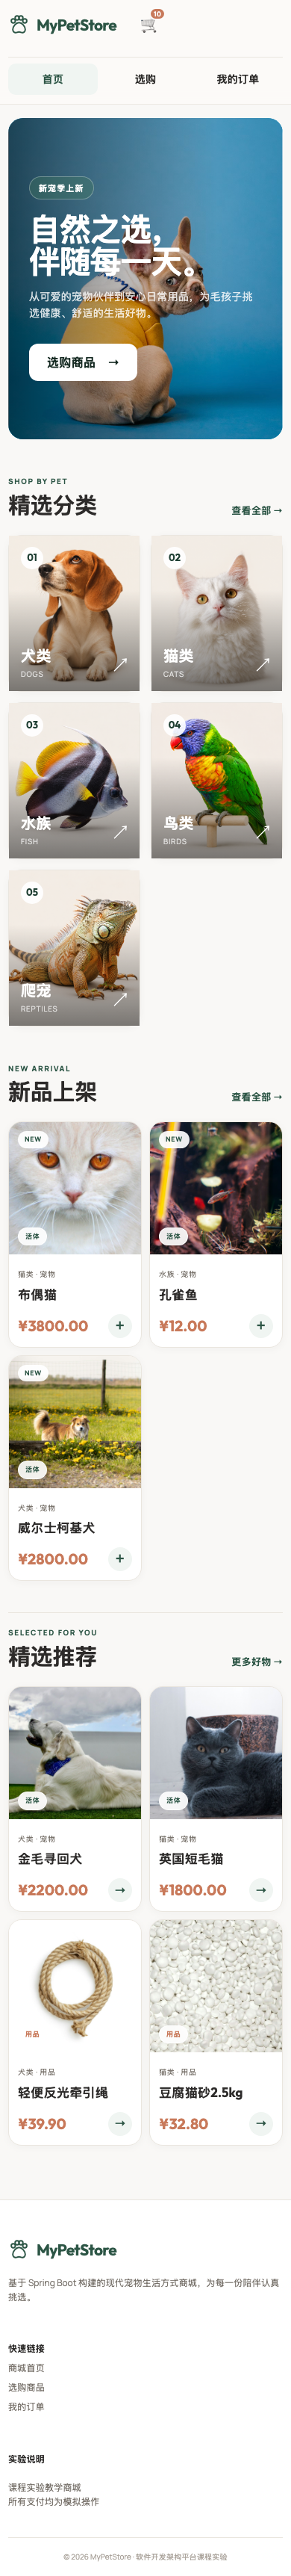 MyPetStore
10
首页
选购
我的订单
新宠季上新
自然之选，
伴随每一天。
从可爱的宠物伙伴到安心日常用品，为毛孩子挑
选健康、舒适的生活好物。
选购商品 →
SHOP BY PET
精选分类
查看全部 →
01
犬类
DOGS
↗
02
猫类
CATS
↗
03
水族
FISH
↗
04
鸟类
BIRDS
↗
05
爬宠
REPTILES
↗
NEW ARRIVAL
新品上架
查看全部 →
NEW
活体
猫类 · 宠物
布偶猫
¥3800.00
+
NEW
活体
水族 · 宠物
孔雀鱼
¥12.00
+
NEW
活体
犬类 · 宠物
威尔士柯基犬
¥2800.00
+
SELECTED FOR YOU
精选推荐
更多好物 →
活体
犬类 · 宠物
金毛寻回犬
¥2200.00
→
活体
猫类 · 宠物
英国短毛猫
¥1800.00
→
用品
犬类 · 用品
轻便反光牵引绳
¥39.90
→
用品
猫类 · 用品
豆腐猫砂2.5kg
¥32.80
→
MyPetStore
基于 Spring Boot 构建的现代宠物生活方式商城，为每一份陪伴认真
挑选。
快速链接
商城首页
选购商品
我的订单
实验说明
课程实验教学商城
所有支付均为模拟操作
© 2026 MyPetStore · 软件开发架构平台课程实验